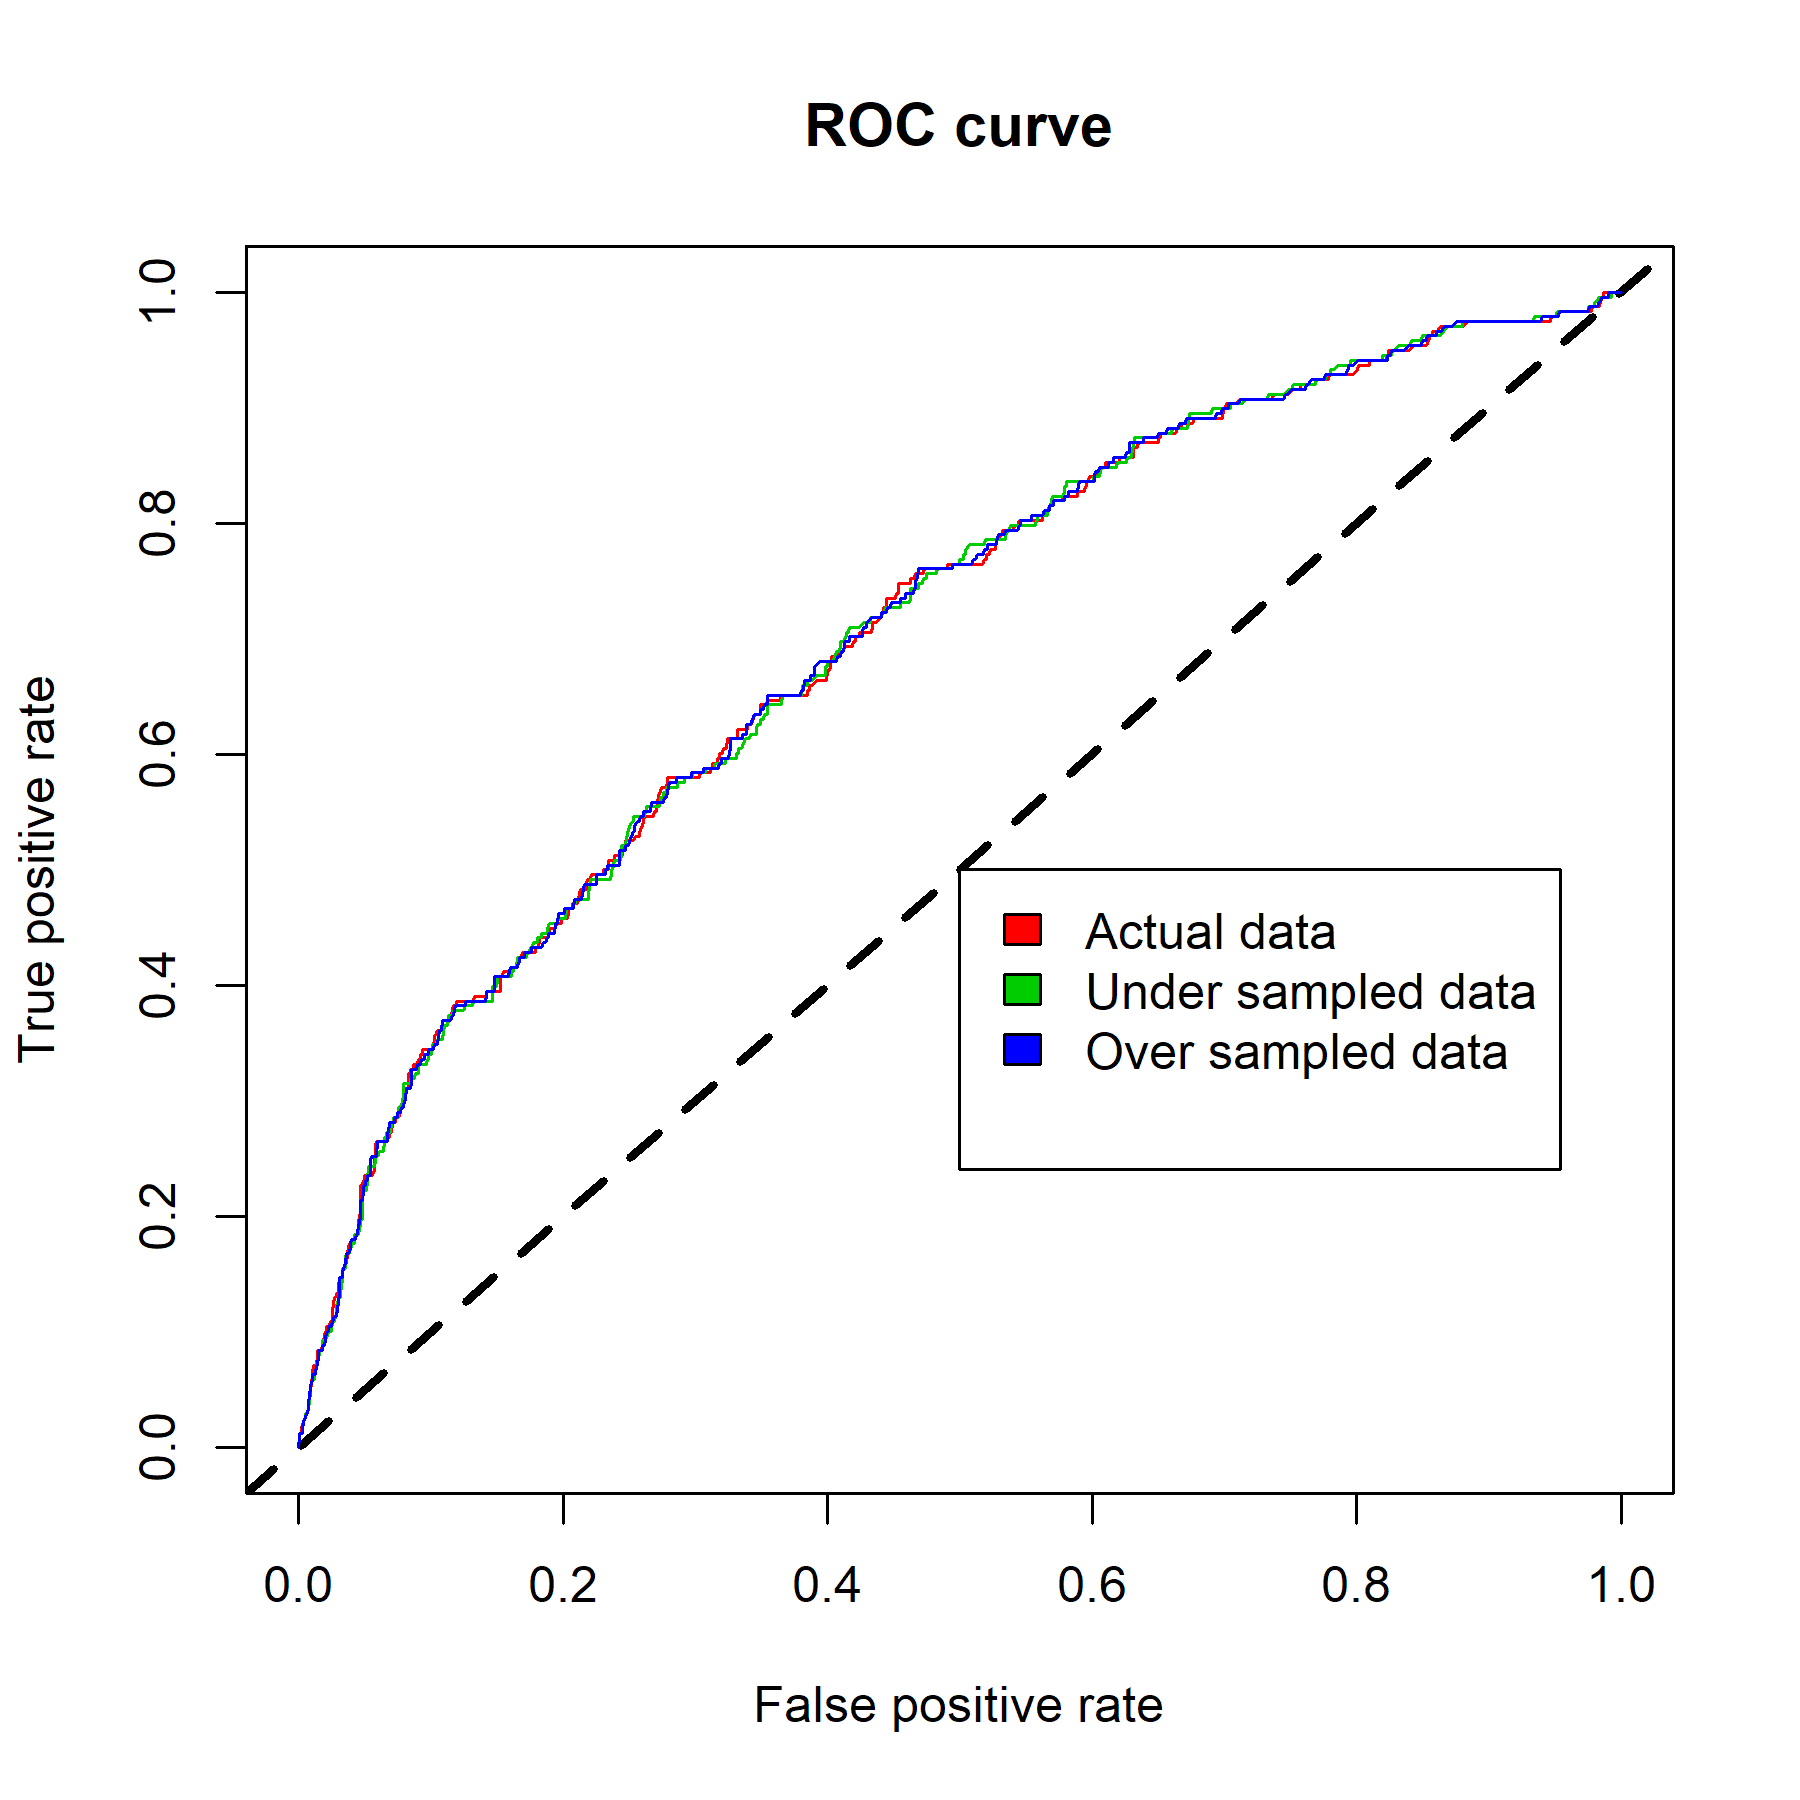 ROC curve
True positive rate
1.0
0.8
0.6
0.4
0.2
0.0
Actual data
Under sampled data
Over sampled data
0.0 0.2 0.4 0.6 0.8 1.0
False positive rate